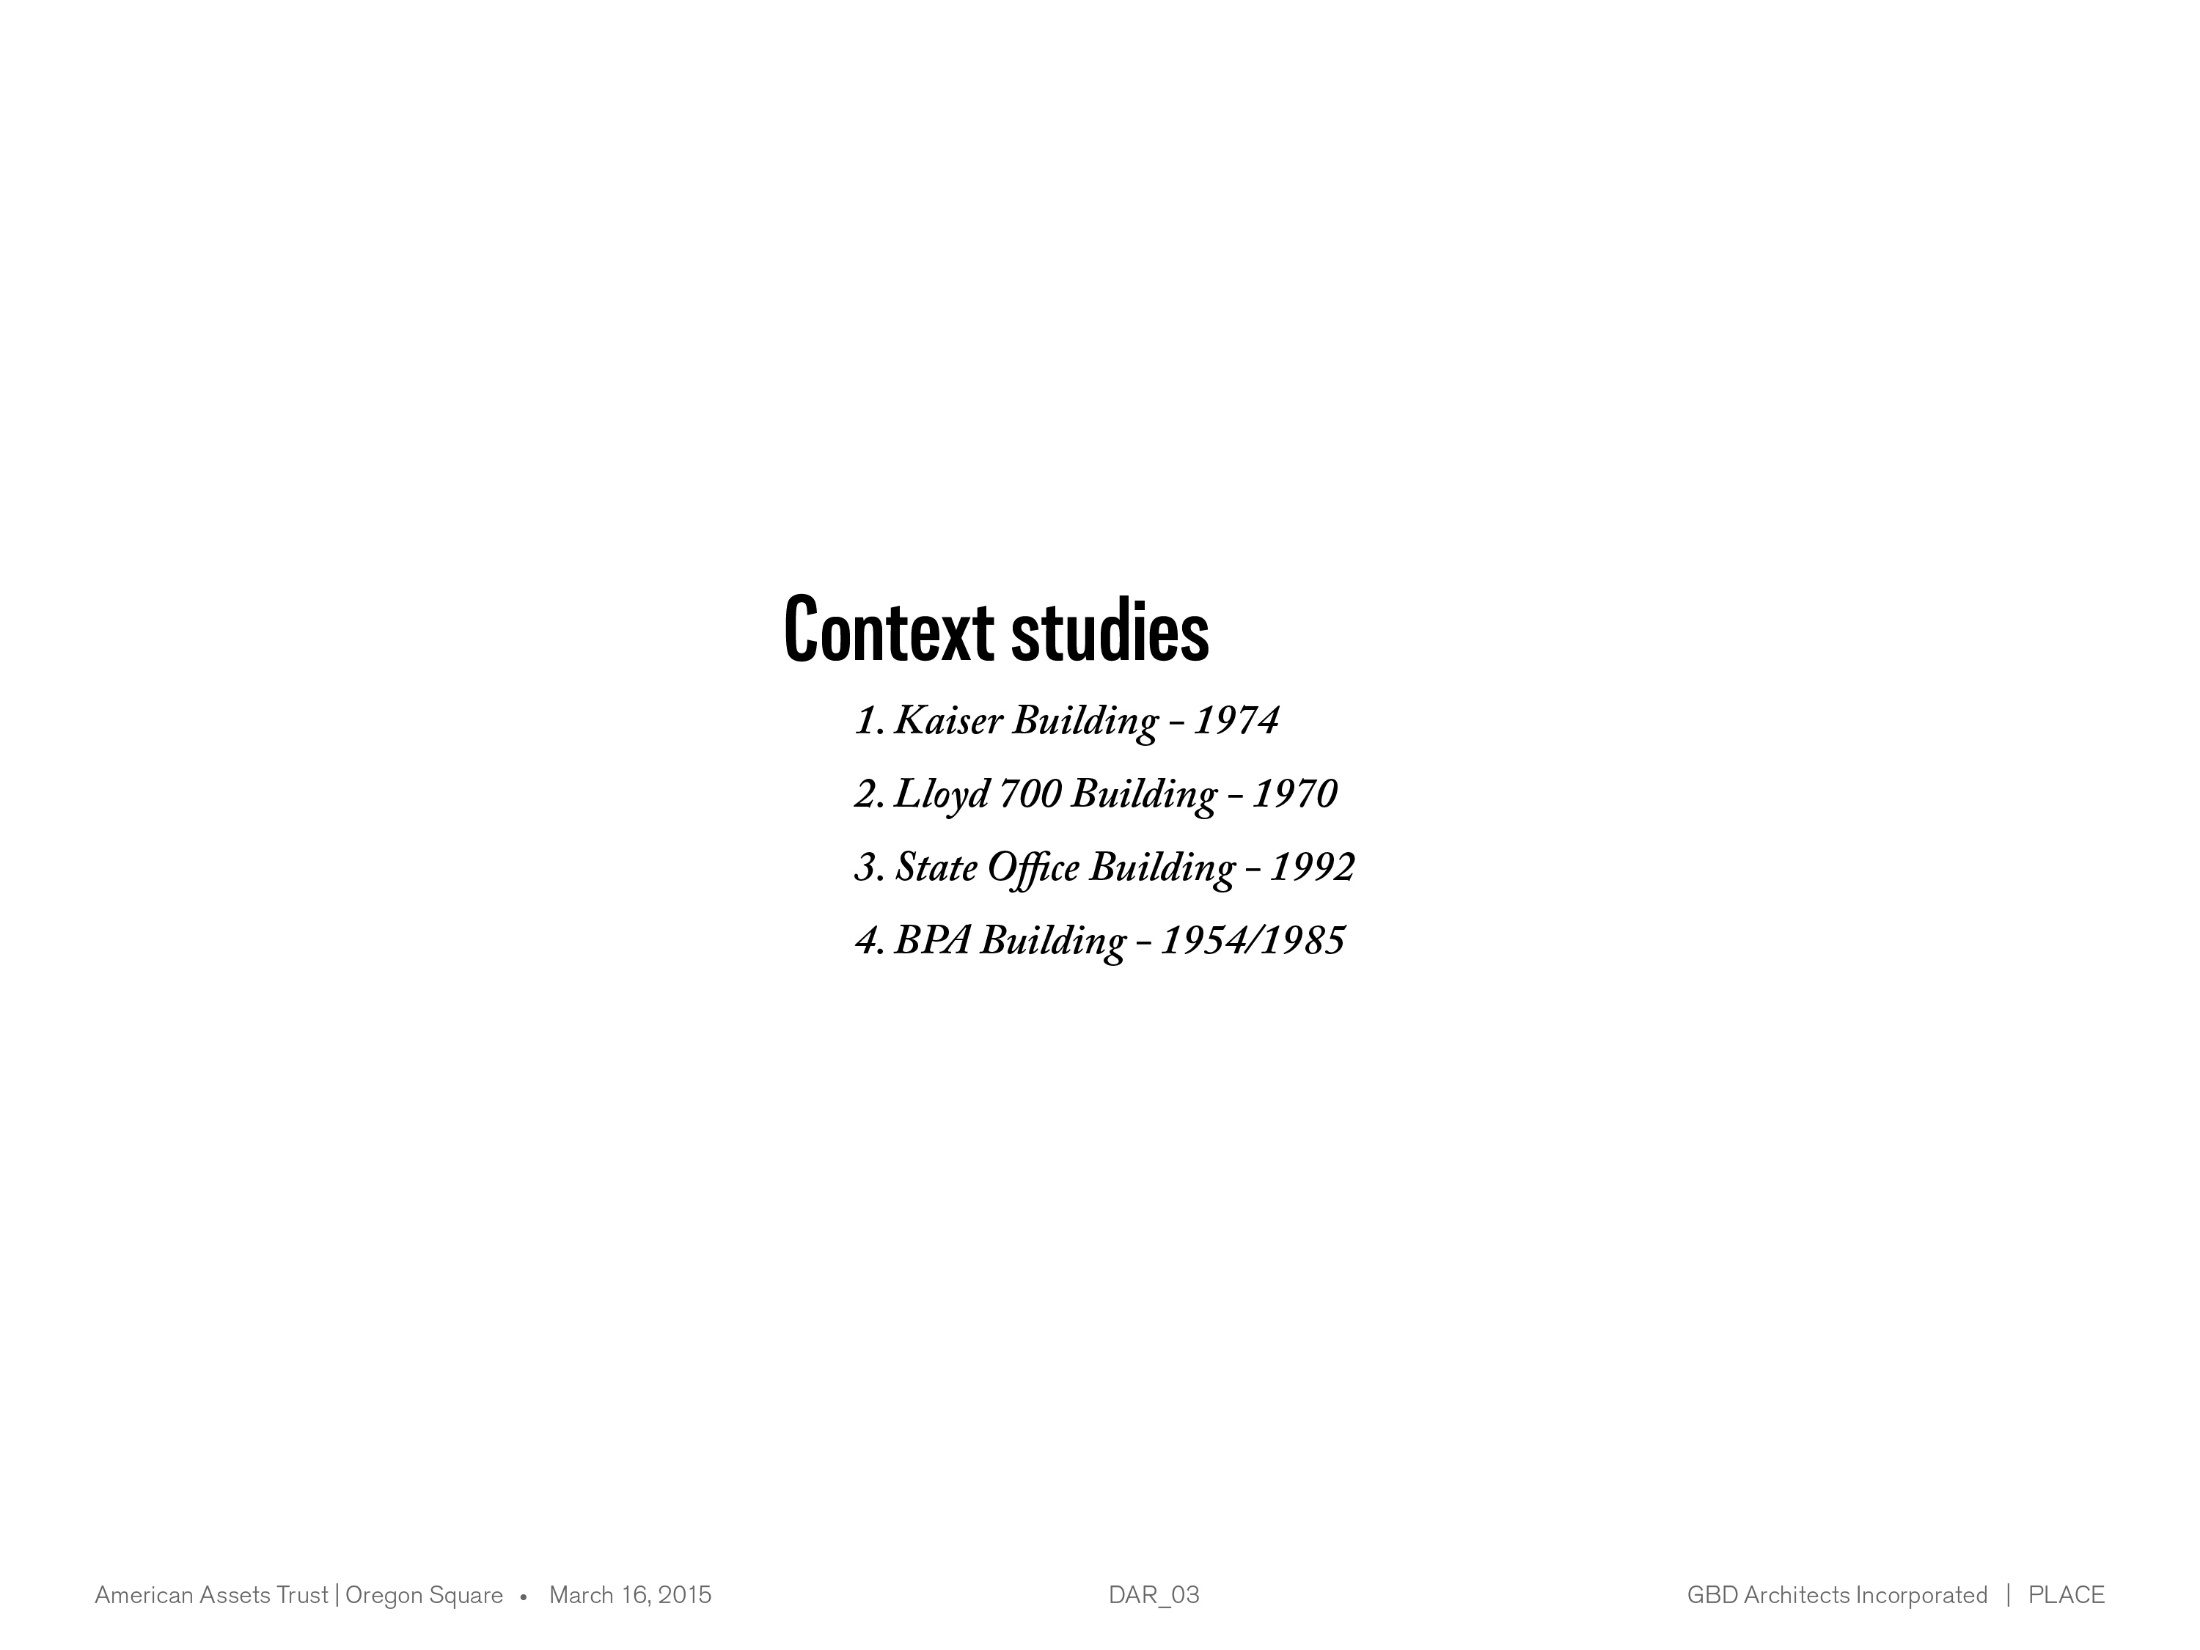 Context studies
1. Kaiser Building - 1974
2. Lloyd 700 Building - 1970
3. State Office Building - 1992
4. BPA Building - 1954/1985
American Assets Trust | Oregon Square • March 16, 2015 DAR_03 GBD Architects Incorporated | PLACE